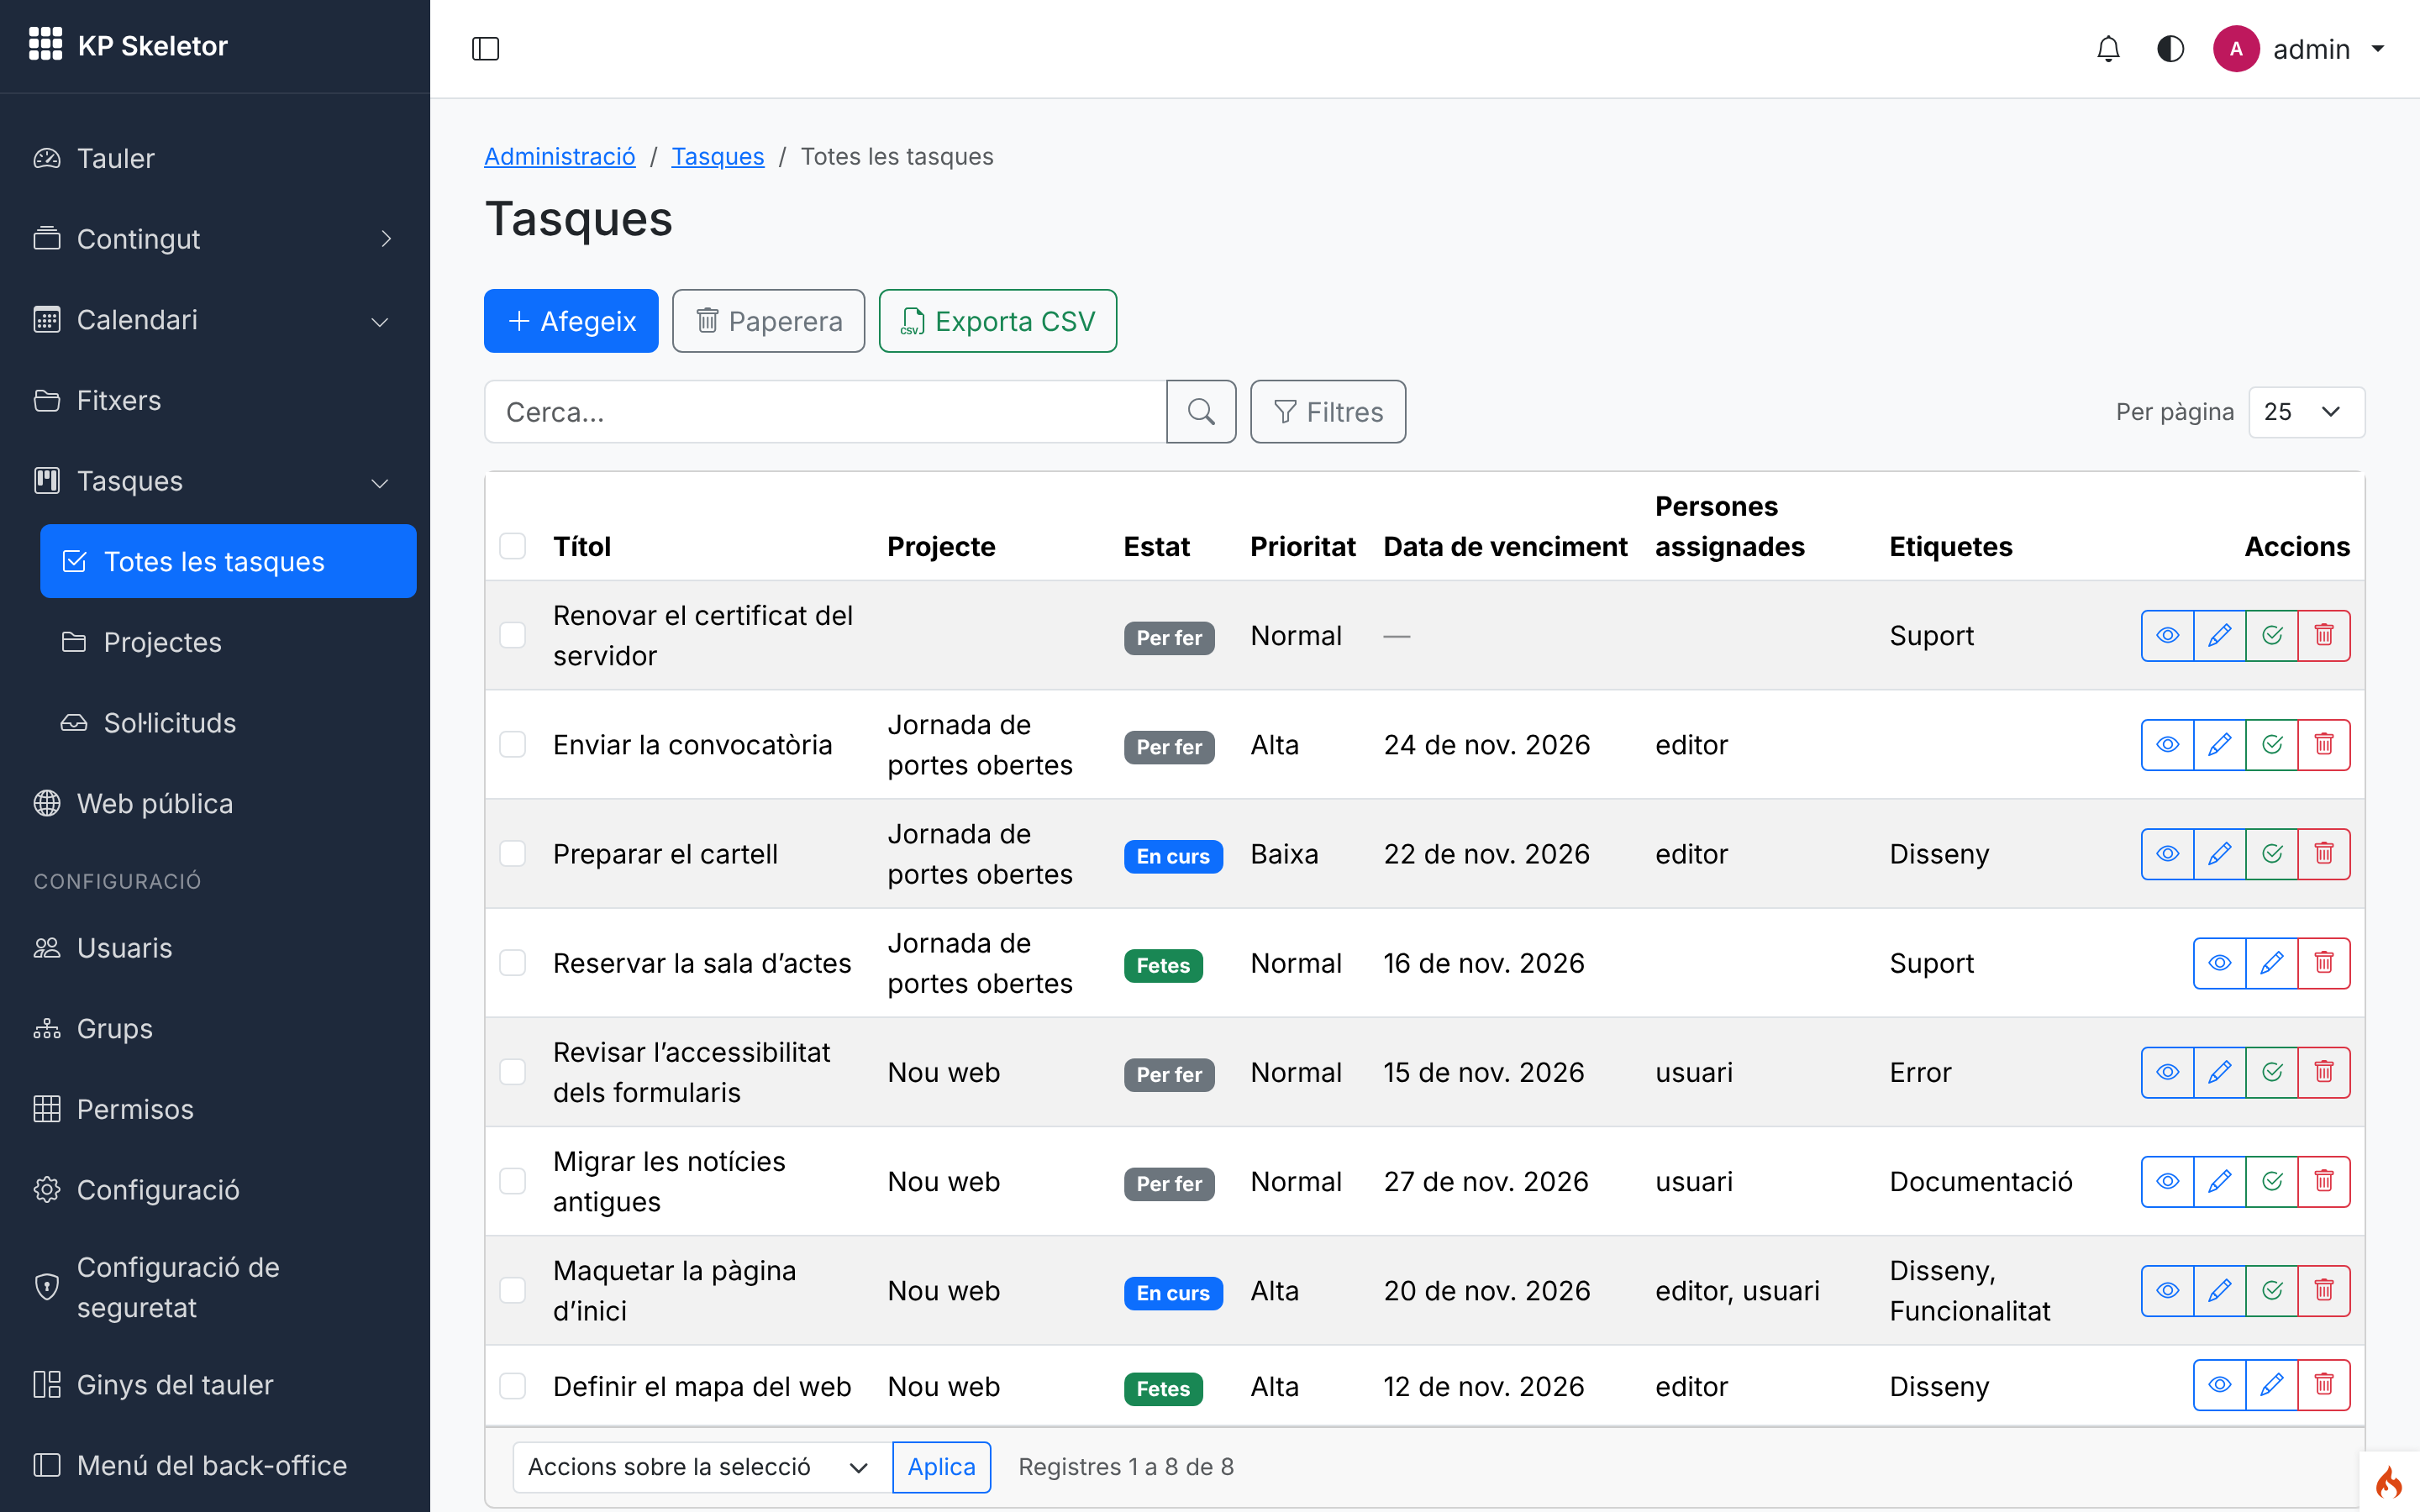 KP Skeletor
admin
A
Tauler
Contingut
Calendari
Fitxers
Tasques
Totes les tasques
Projectes
Sol·licituds
Web pública
CONFIGURACIÓ
Usuaris
Grups
Permisos
Configuració
Configuració de
seguretat
Ginys del tauler
Menú del back-office
Administració / Tasques / Totes les tasques
Tasques
Afegeix
Paperera
CSV Exporta CSV
Cerca...
Filtres
Per pàgina 25
Títol Projecte Estat Prioritat Data de venciment Persones assignades Etiquetes Accions
Renovar el certificat del servidor Per fer Normal — Suport
Enviar la convocatòria Jornada de portes obertes Per fer Alta 24 de nov. 2026 editor
Preparar el cartell Jornada de portes obertes En curs Baixa 22 de nov. 2026 editor Disseny
Reservar la sala d’actes Jornada de portes obertes Fetes Normal 16 de nov. 2026 Suport
Revisar l’accessibilitat dels formularis Nou web Per fer Normal 15 de nov. 2026 usuari Error
Migrar les notícies antigues Nou web Per fer Normal 27 de nov. 2026 usuari Documentació
Maquetar la pàgina d’inici Nou web En curs Alta 20 de nov. 2026 editor, usuari Disseny, Funcionalitat
Definir el mapa del web Nou web Fetes Alta 12 de nov. 2026 editor Disseny
Accions sobre la selecció Aplica Registres 1 a 8 de 8